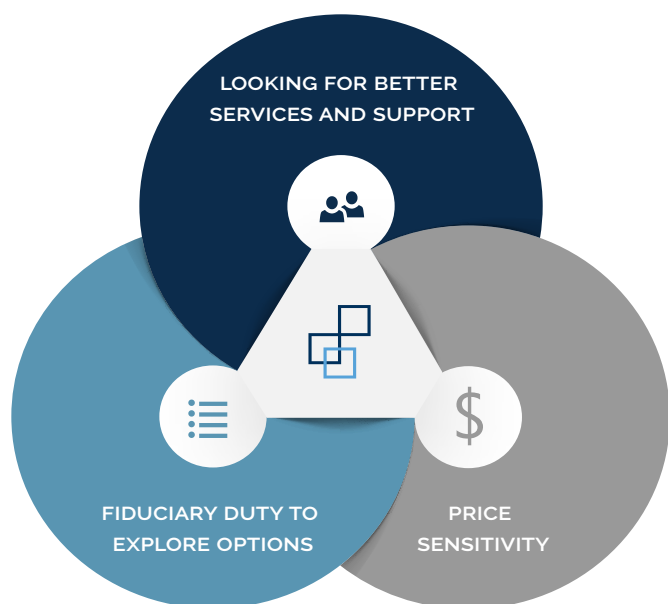 LOOKING FOR BETTER
SERVICES AND SUPPORT
$
FIDUCIARY DUTY TO
EXPLORE OPTIONS
PRICE
SENSITIVITY